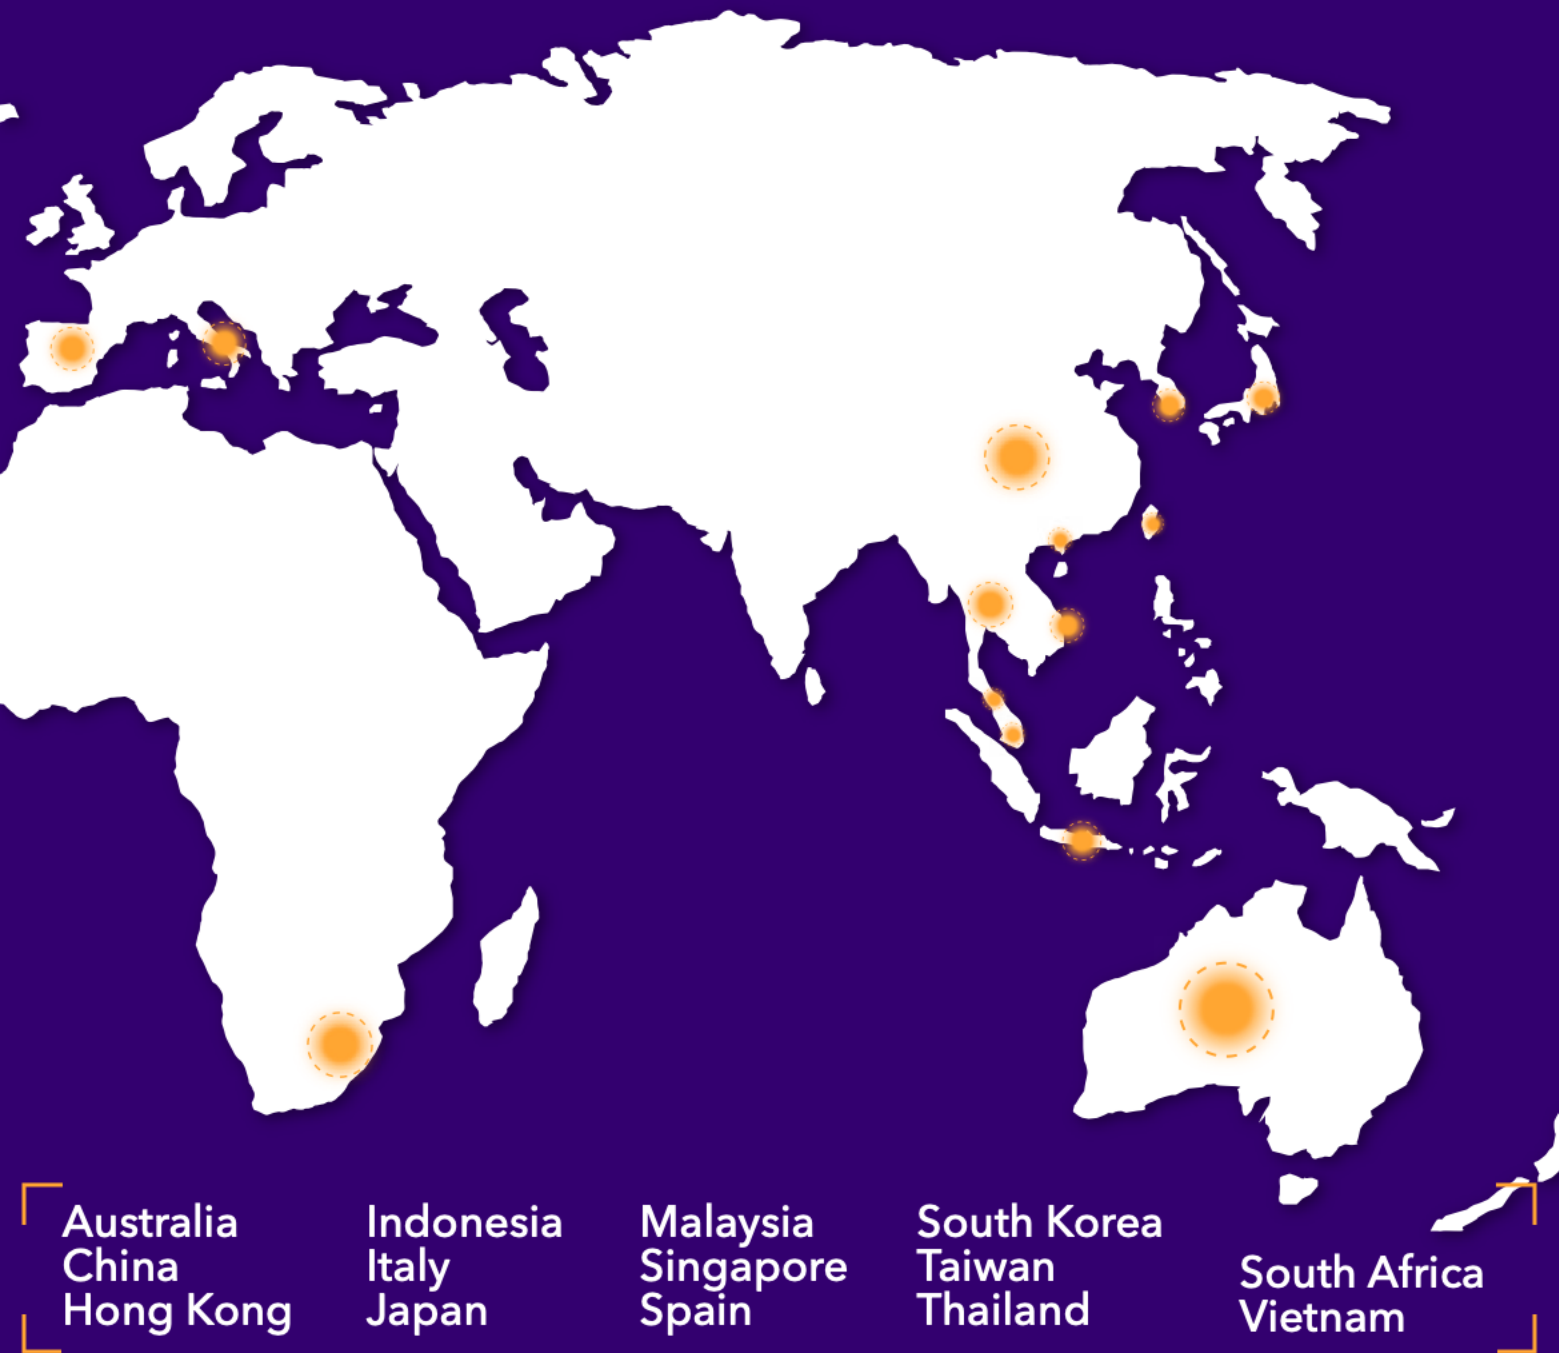 Australia
China
Hong Kong
Indonesia
Italy
Japan
Malaysia
Singapore
Spain
South Korea
Taiwan
Thailand
South Africa
Vietnam